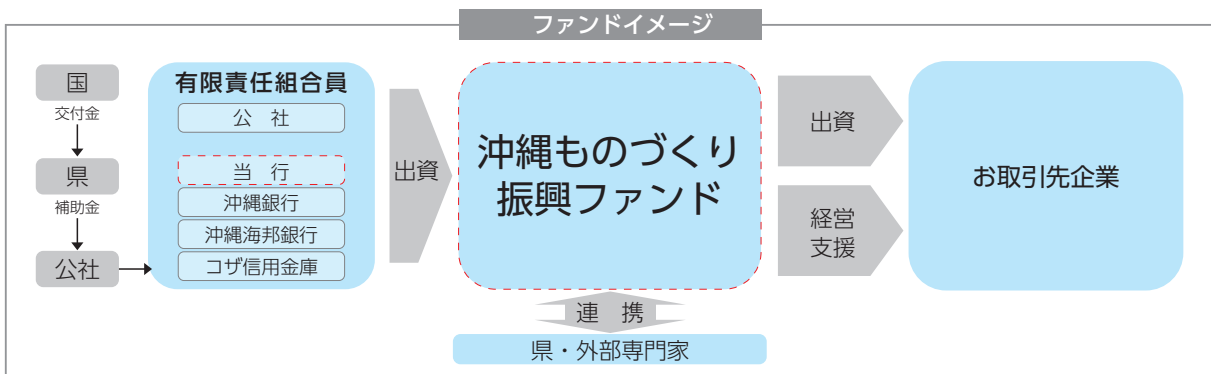 ファンドイメージ
国
交付金
県
補助金
公社
有限責任組合員
公 社
当 行
沖縄銀行
沖縄海邦銀行
コザ信用金庫
出資
沖縄ものづくり
振興ファンド
連 携
県・外部専門家
出資
経営
支援
お取引先企業